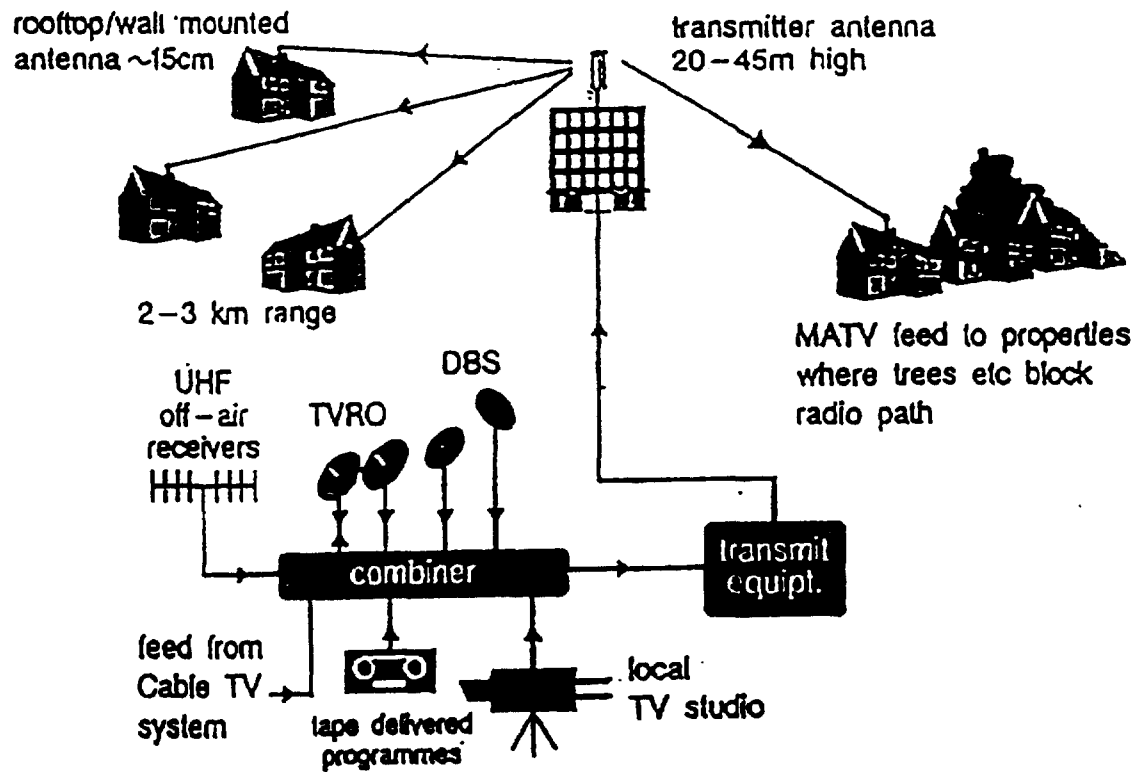 rooftop/wall mounted
antenna ~15cm
transmitter antenna
20-45m high
2-3 km range
MATV feed to properties
where trees etc block
radio path
UHF
off-air
receivers
TVRO
DBS
combiner
transmit
equipt.
feed from
Cable TV
system
tape delivered
programmes
local
TV studio